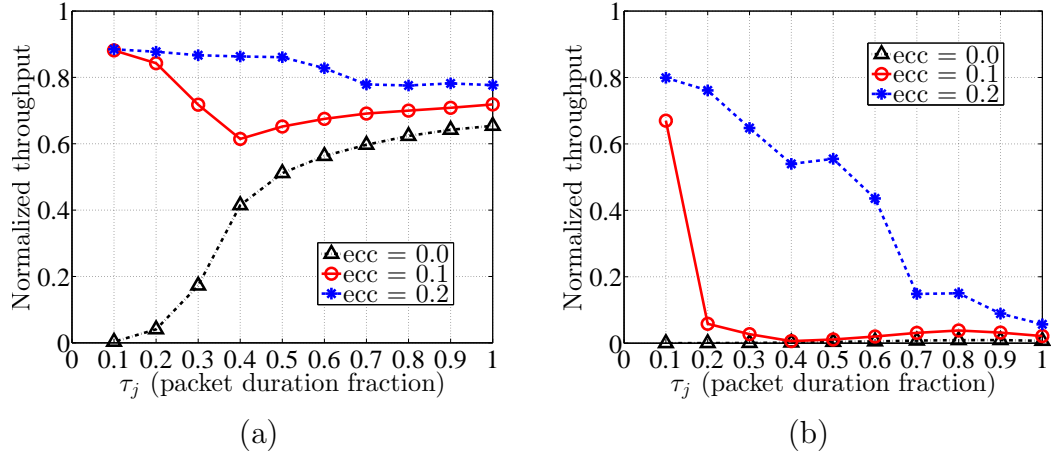 Normalized throughput
1
0.8
0.6
0.4
0.2
0
ecc = 0.0
ecc = 0.1
ecc = 0.2
0 0.1 0.2 0.3 0.4 0.5 0.6 0.7 0.8 0.9 1
τj (packet duration fraction)
(a)
Normalized throughput
1
0.8
0.6
0.4
0.2
0
ecc = 0.0
ecc = 0.1
ecc = 0.2
0 0.1 0.2 0.3 0.4 0.5 0.6 0.7 0.8 0.9 1
τj (packet duration fraction)
(b)